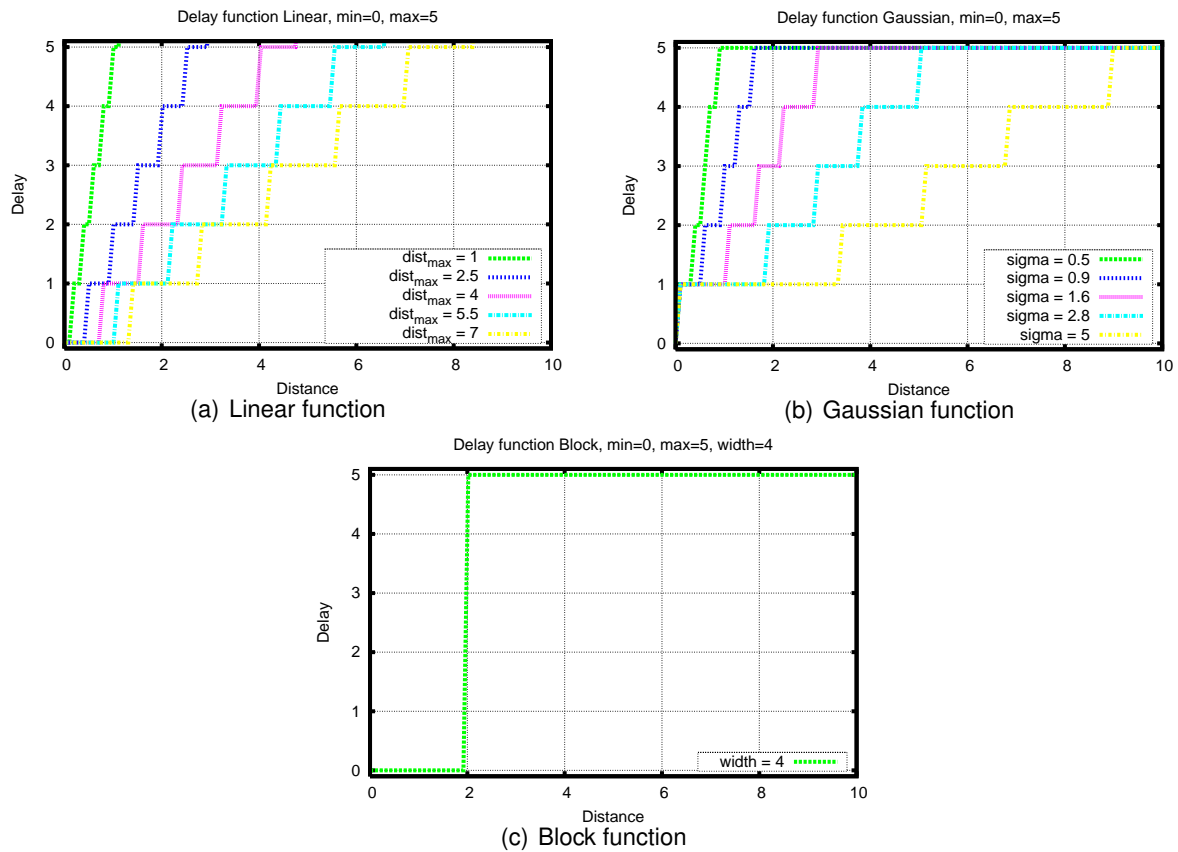 Delay function Linear, min=0, max=5
Delay
5
4
3
2
1
0
dist_max = 1
dist_max = 2.5
dist_max = 4
dist_max = 5.5
dist_max = 7
0 2 4 6 8 10
Distance
(a) Linear function
Delay function Gaussian, min=0, max=5
Delay
5
4
3
2
1
0
sigma = 0.5
sigma = 0.9
sigma = 1.6
sigma = 2.8
sigma = 5
0 2 4 6 8 10
Distance
(b) Gaussian function
Delay function Block, min=0, max=5, width=4
Delay
5
4
3
2
1
0
width = 4
0 2 4 6 8 10
Distance
(c) Block function